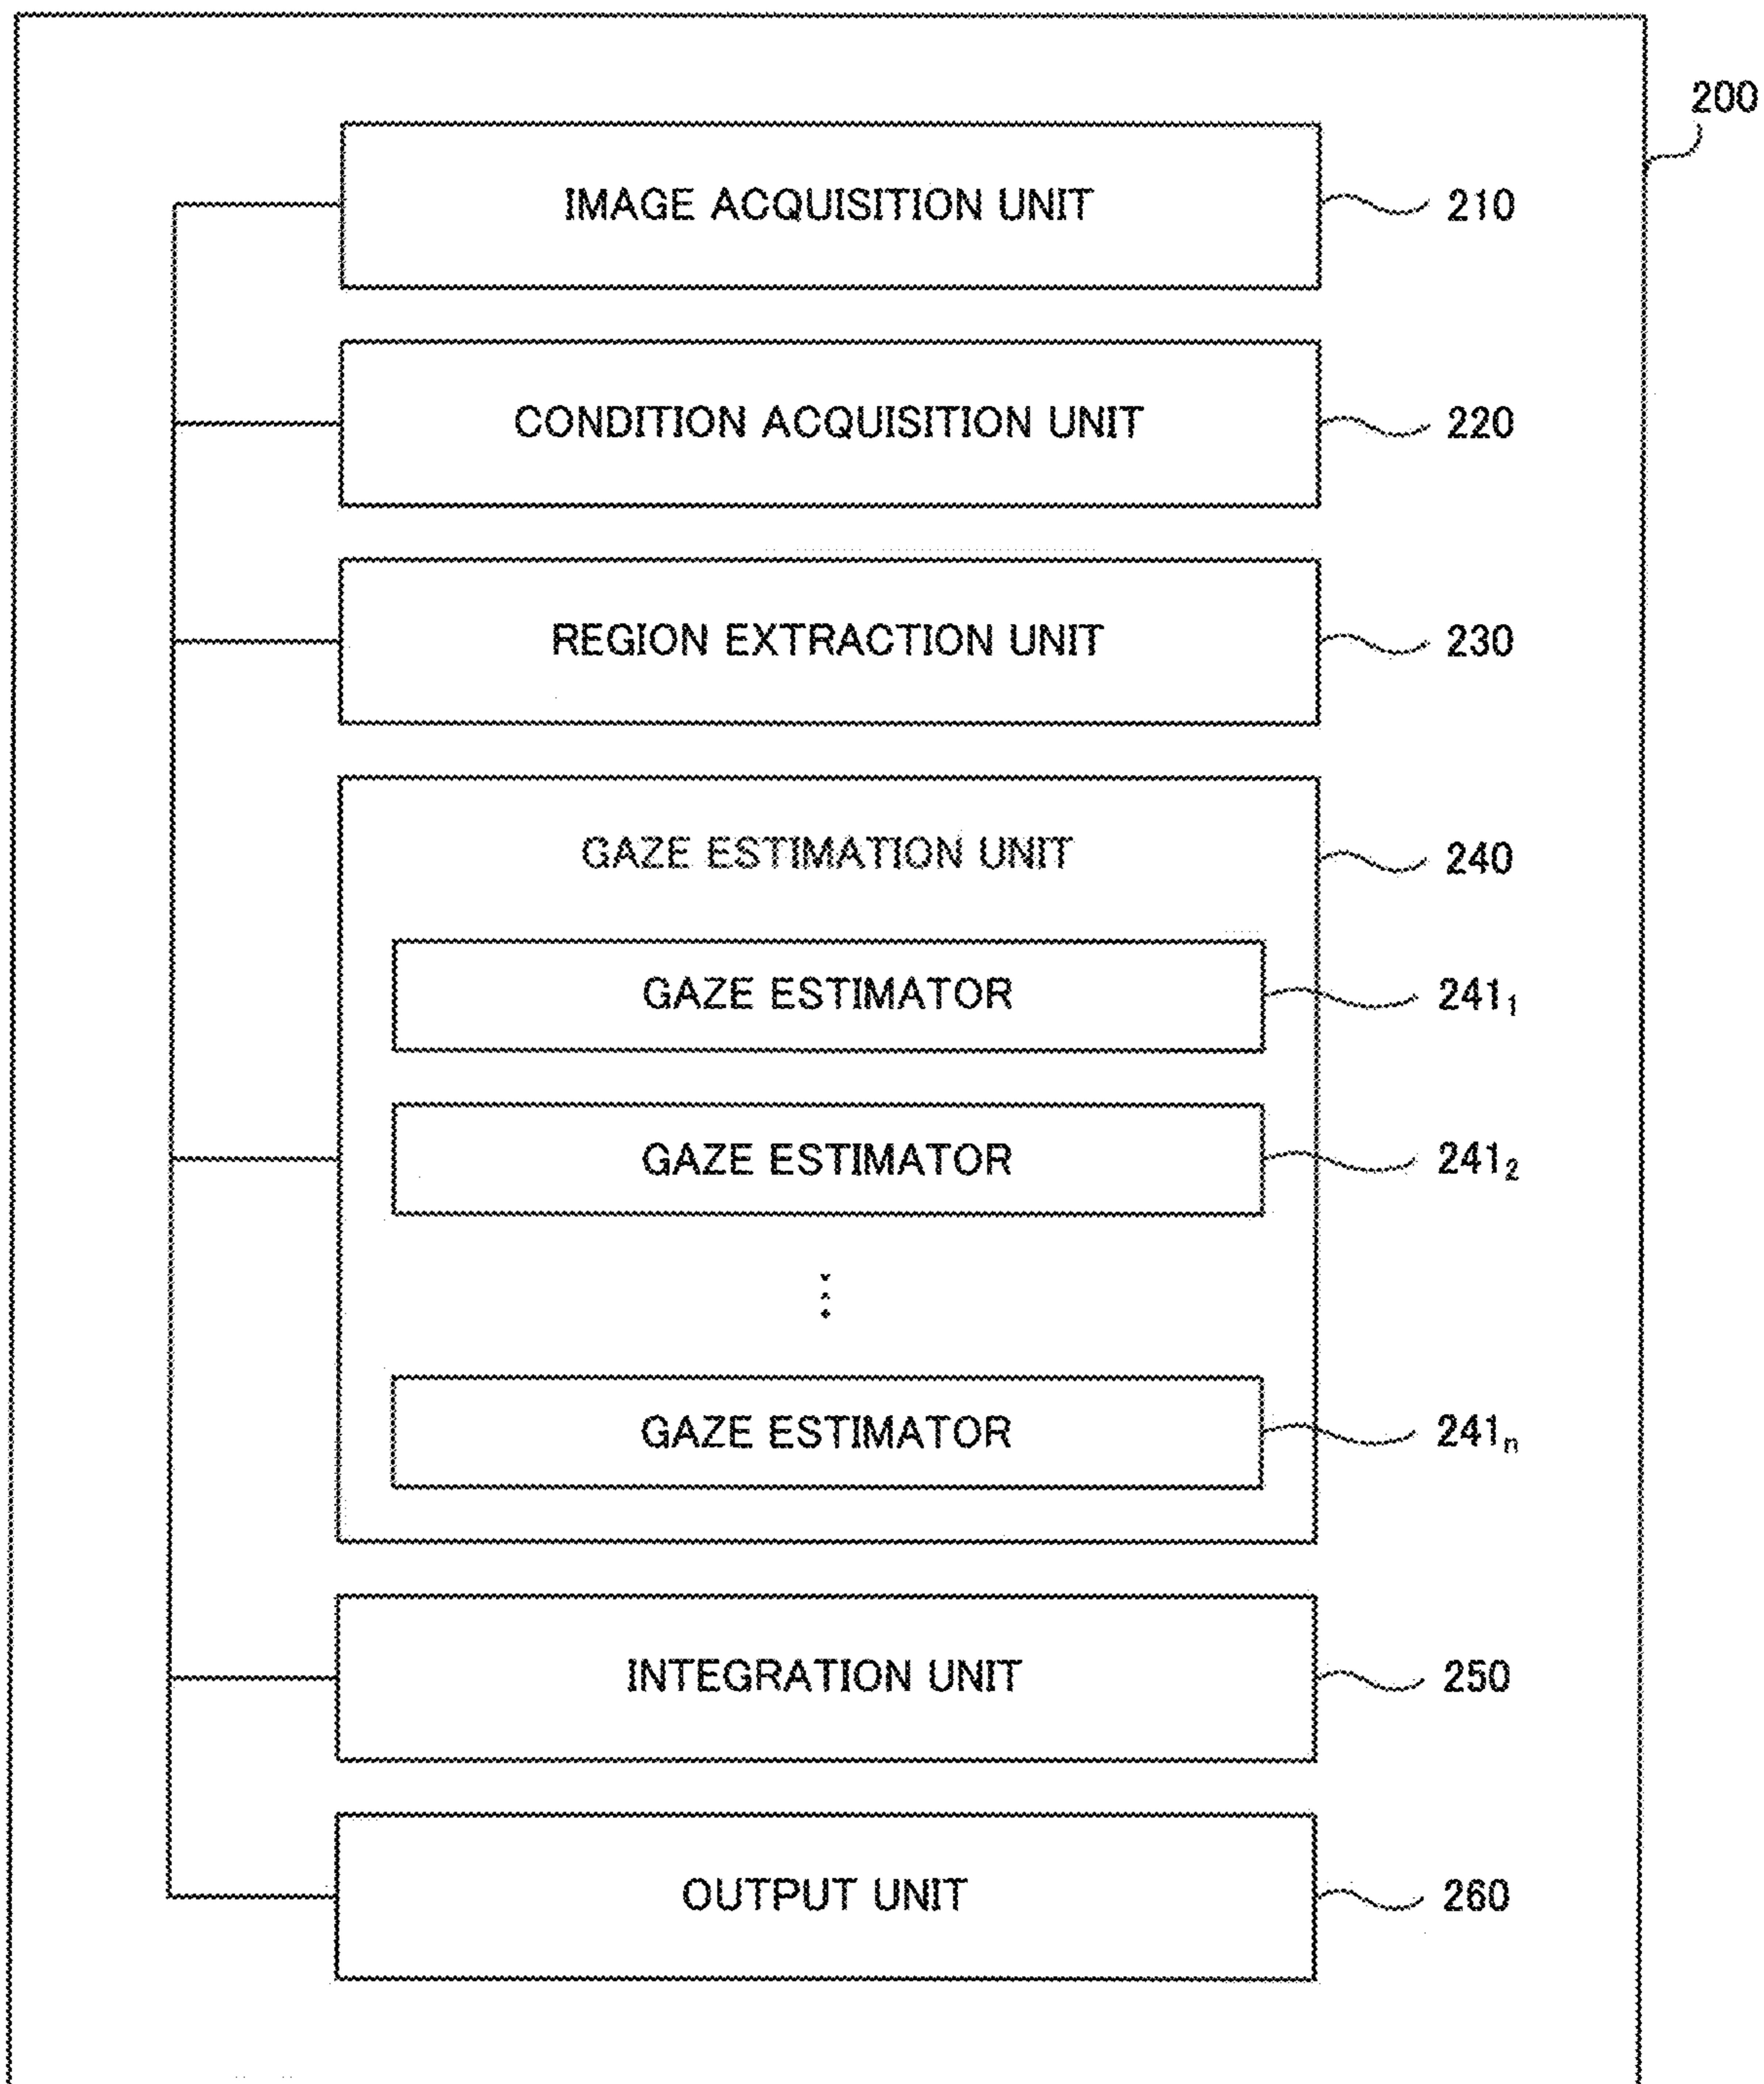 200
IMAGE ACQUISITION UNIT 210
CONDITION ACQUISITION UNIT 220
REGION EXTRACTION UNIT 230
GAZE ESTIMATION UNIT 240
GAZE ESTIMATOR 241₁
GAZE ESTIMATOR 241₂
⋮
GAZE ESTIMATOR 241ₙ
INTEGRATION UNIT 250
OUTPUT UNIT 260